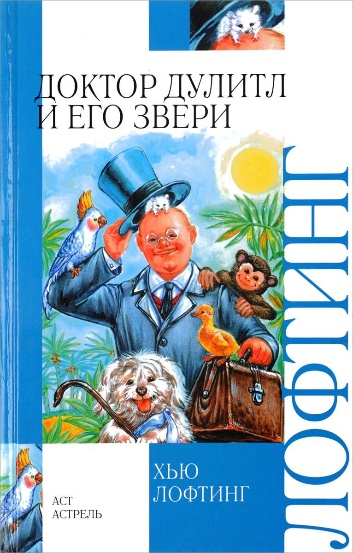 ДОКТОР ДУЛИТЛ
И ЕГО ЗВЕРИ
ЛОФТИНГ
ХЬЮ
ЛОФТИНГ
АСТ
АСТРЕЛЬ